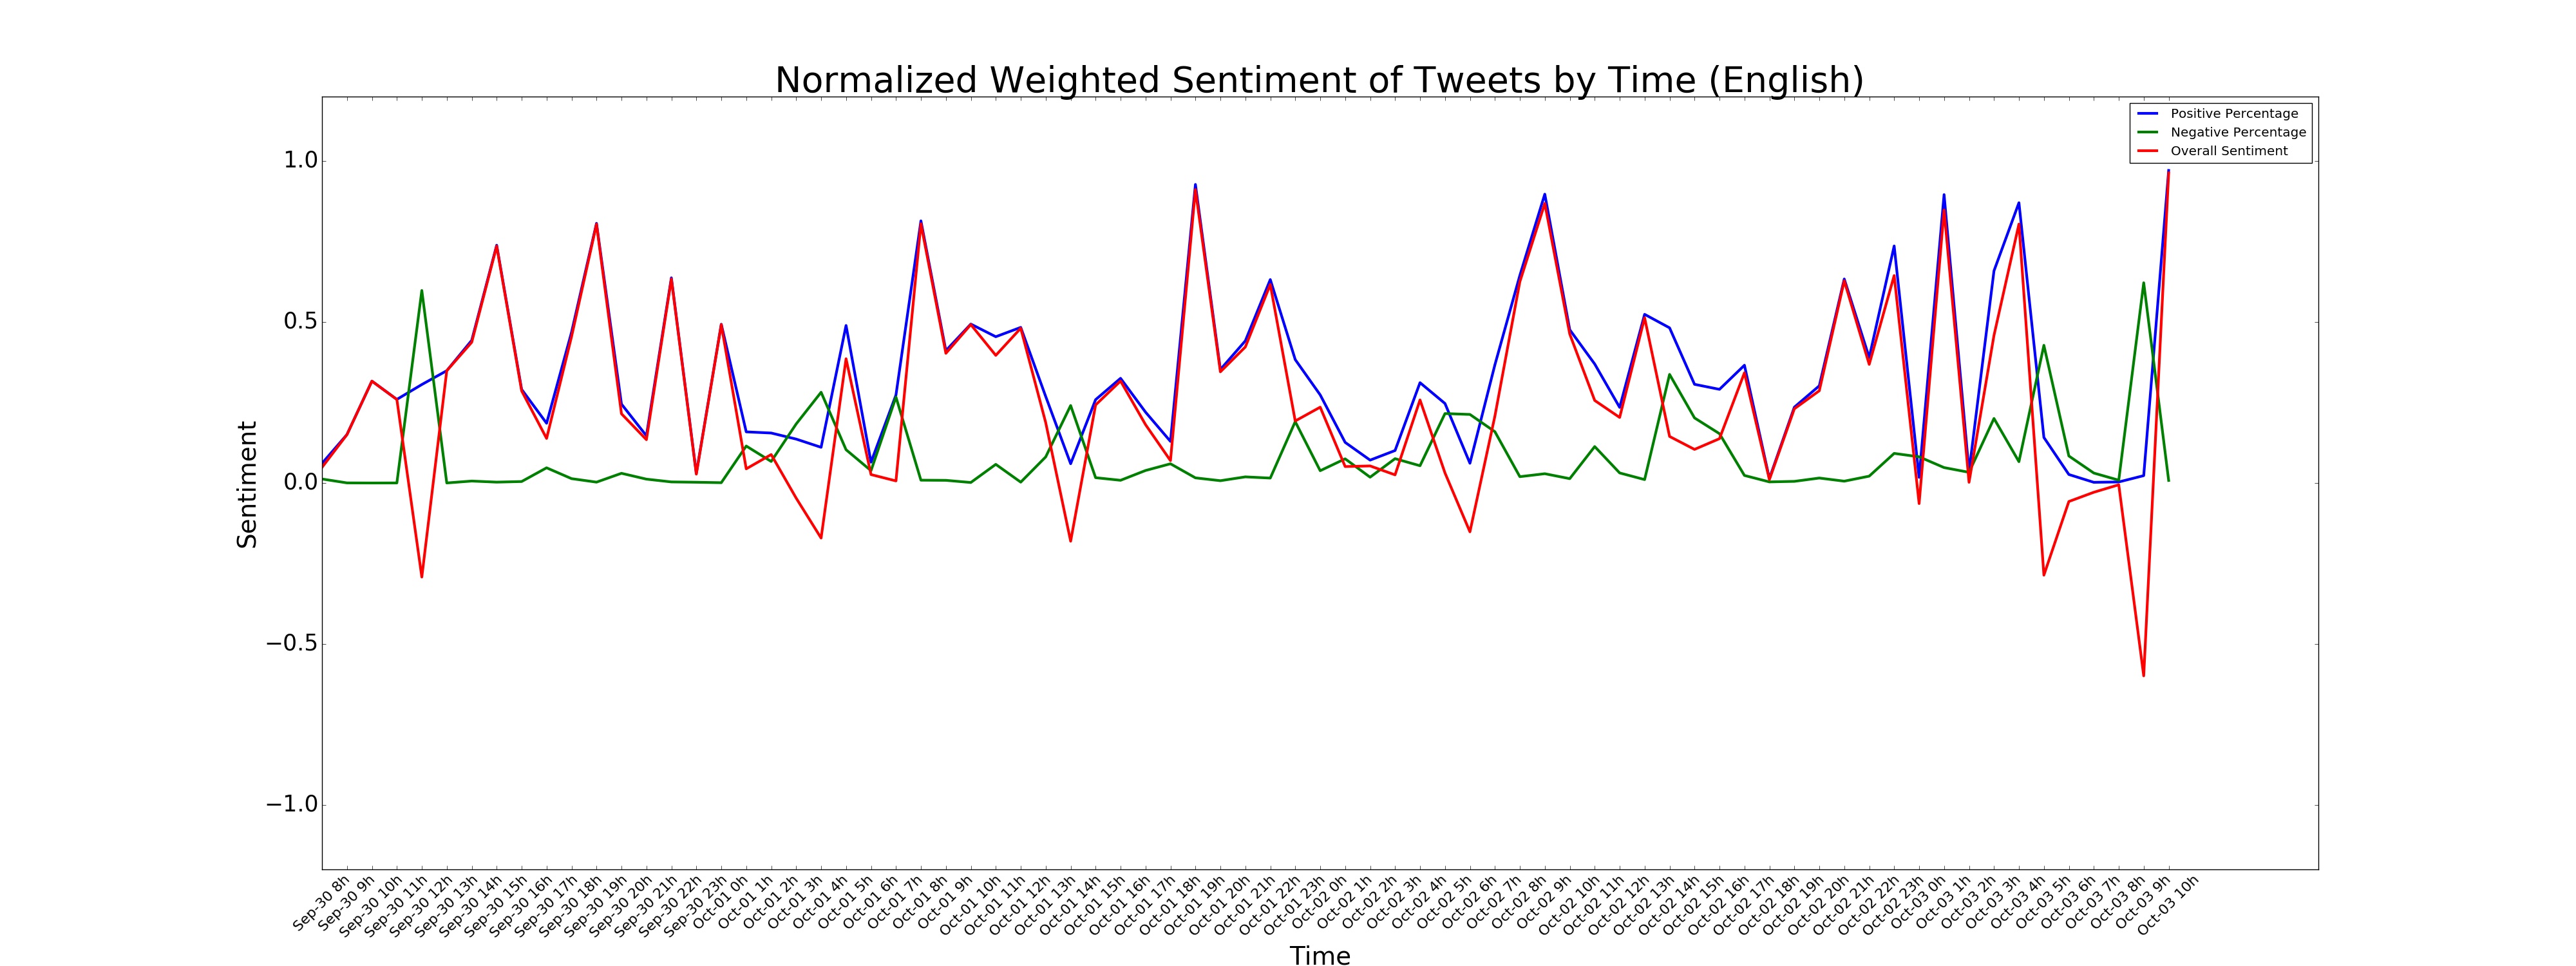 Normalized Weighted Sentiment of Tweets by Time (English)
Positive Percentage
Negative Percentage
Overall Sentiment
1.0
0.5
0.0
−0.5
−1.0
Sentiment
Sep-30 8h
Sep-30 9h
Sep-30 10h
Sep-30 11h
Sep-30 12h
Sep-30 13h
Sep-30 14h
Sep-30 15h
Sep-30 16h
Sep-30 17h
Sep-30 18h
Sep-30 19h
Sep-30 20h
Sep-30 21h
Sep-30 22h
Sep-30 23h
Oct-01 0h
Oct-01 1h
Oct-01 2h
Oct-01 3h
Oct-01 4h
Oct-01 5h
Oct-01 6h
Oct-01 7h
Oct-01 8h
Oct-01 9h
Oct-01 10h
Oct-01 11h
Oct-01 12h
Oct-01 13h
Oct-01 14h
Oct-01 15h
Oct-01 16h
Oct-01 17h
Oct-01 18h
Oct-01 19h
Oct-01 20h
Oct-01 21h
Oct-01 22h
Oct-01 23h
Oct-02 0h
Oct-02 1h
Oct-02 2h
Oct-02 3h
Oct-02 4h
Oct-02 5h
Oct-02 6h
Oct-02 7h
Oct-02 8h
Oct-02 9h
Oct-02 10h
Oct-02 11h
Oct-02 12h
Oct-02 13h
Oct-02 14h
Oct-02 15h
Oct-02 16h
Oct-02 17h
Oct-02 18h
Oct-02 19h
Oct-02 20h
Oct-02 21h
Oct-02 22h
Oct-02 23h
Oct-03 0h
Oct-03 1h
Oct-03 2h
Oct-03 3h
Oct-03 4h
Oct-03 5h
Oct-03 6h
Oct-03 7h
Oct-03 8h
Oct-03 9h
Oct-03 10h
Time